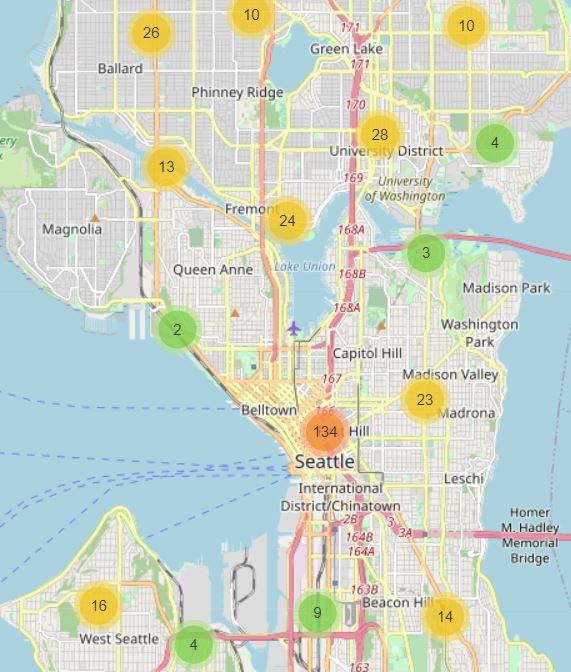 10
10
171
26
Green Lake
171
Ballard
Phinney Ridge
170
28
4
University District
13
169
University
of Washington
Fremont
24
168A
Magnolia
3
Queen Anne
Lake Union
168B
Madison Park
168A
Washington
Park
2
Capitol Hill
167
Madison Valley
23
Belltown
166
Madrona
134
t Hill
Seattle
Leschi
International
District/Chinatown
2B
3
3A
164B
164A
Homer
M. Hadley
Memorial
Bridge
163B
16
9
Beacon Hill
14
West Seattle
4
163